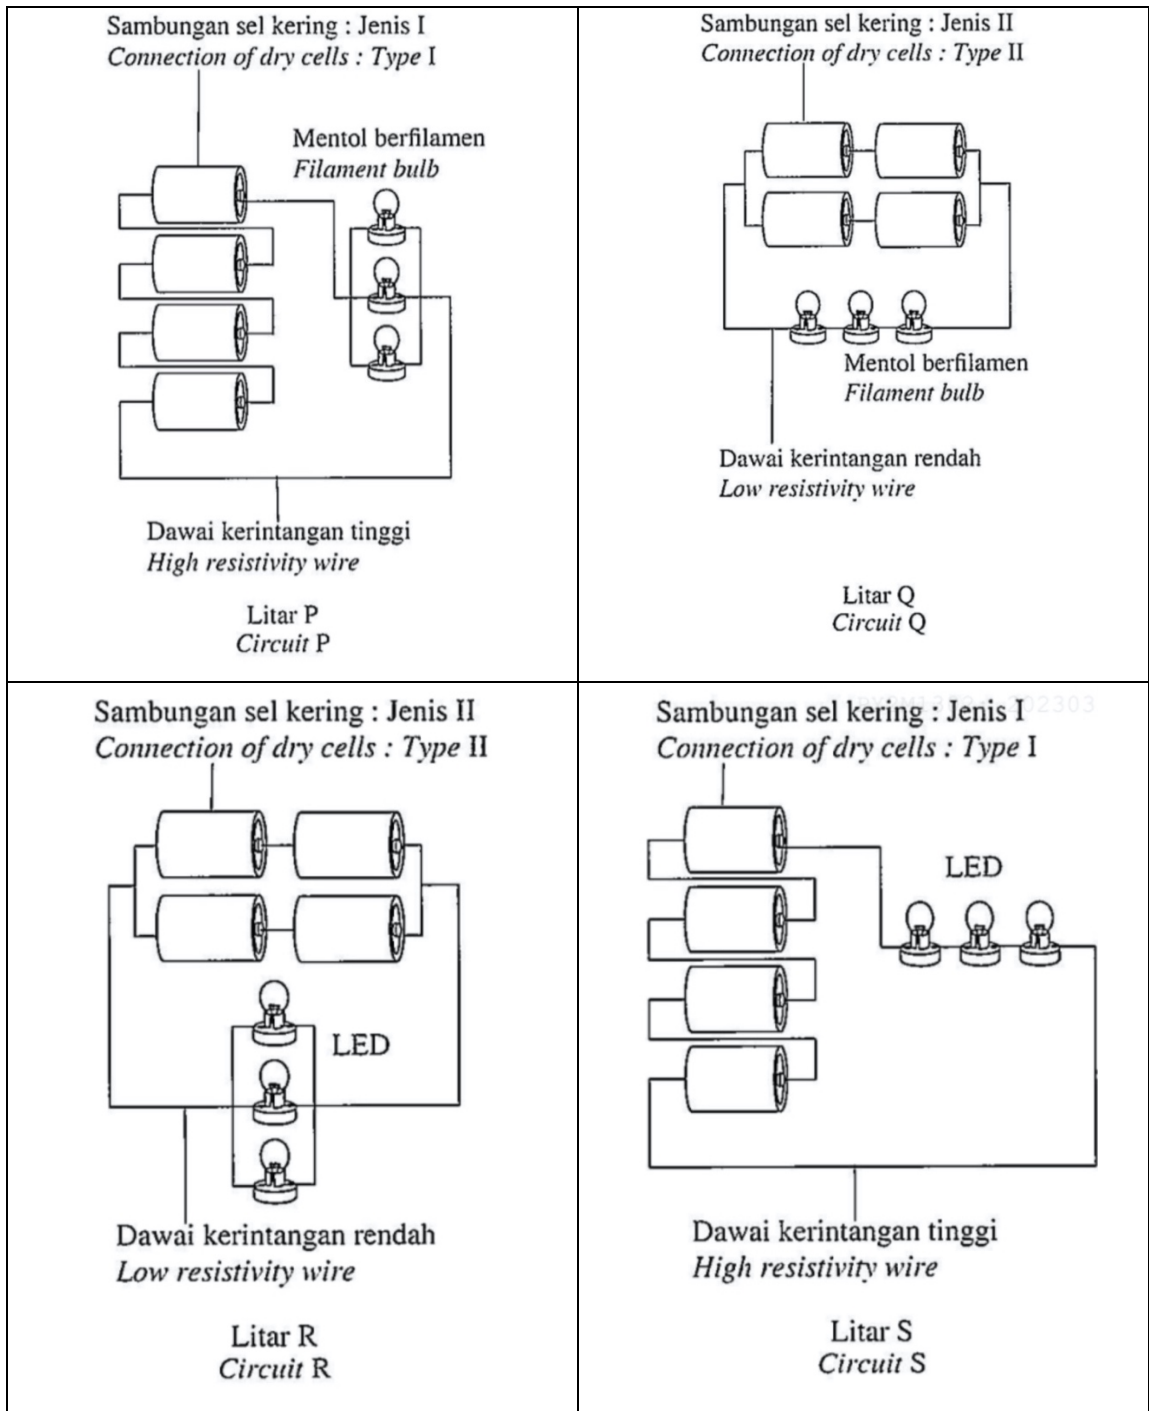 Sambungan sel kering : Jenis I
Connection of dry cells : Type I
Mentol berfilamen
Filament bulb
Dawai kerintangan tinggi
High resistivity wire
Litar P
Circuit P
Sambungan sel kering : Jenis II
Connection of dry cells : Type II
Mentol berfilamen
Filament bulb
Dawai kerintangan rendah
Low resistivity wire
Litar Q
Circuit Q
Sambungan sel kering : Jenis II
Connection of dry cells : Type II
LED
Dawai kerintangan rendah
Low resistivity wire
Litar R
Circuit R
202303
Sambungan sel kering : Jenis I
Connection of dry cells : Type I
LED
Dawai kerintangan tinggi
High resistivity wire
Litar S
Circuit S